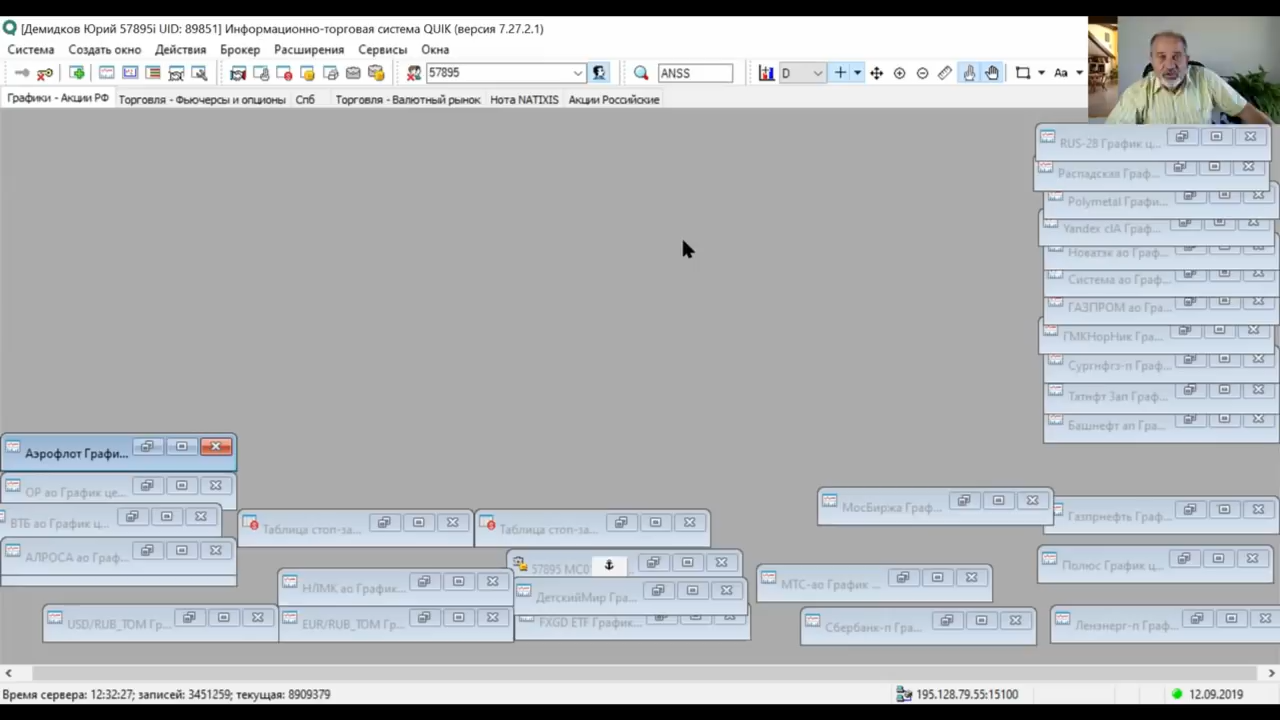 [Демидков Юрий 57895i UID: 89851] Информационно-торговая система QUIK (версия 7.27.2.1)
Система Создать окно Действия Брокер Расширения Сервисы Окна
57895 ANSS D Aa
Графики - Акции РФ Торговля - Фьючерсы и опционы Спб Торговля - Валютный рынок Нота NATIXIS Акции Российские
RUS-28 График ц...
Распадская Граф...
Polymetal Графи...
Yandex clA Граф...
Новатэк ао Граф...
Система ао Граф...
ГАЗПРОМ ао Гра...
ГМКНорНик Гра...
Сургнфгз-п Граф...
Татнфт 3ап Граф...
Башнефт ап Гра...
Аэрофлот Графи...
ОР ао График це...
ВТБ ао График ц...
АЛРОСА ао Граф...
Таблица стоп-за...
Таблица стоп-за...
МосБиржа Граф...
Газпрнефть Граф...
57895 MC0
НЛМК ао График...
ДетскийМир Гра...
МТС-ао График ...
Полюс График ц...
USD/RUB_TOM Гр...
EUR/RUB_TOM Гр...
FXGD ETF График...
Сбербанк-п Гра...
Ленэнерг-п Граф...
Время сервера: 12:32:27; записей: 3451259; текущая: 8909379
195.128.79.55:15100
12.09.2019